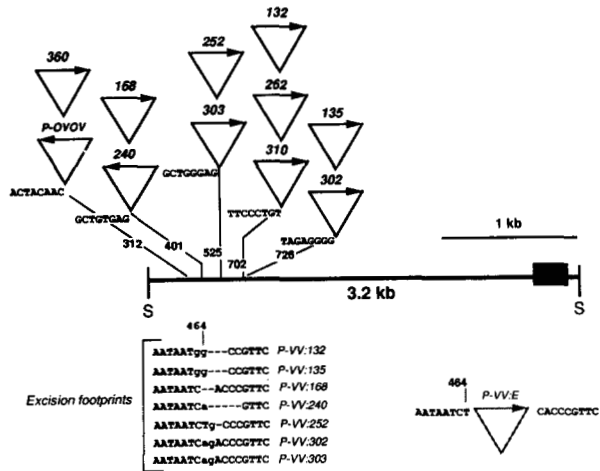 132
360
252
168
262
P-OVOV
303
135
240
310
302
ACTACAAC
GCTGGGAG
GCTGTGAG
TTCCCTGT
TAGAGGGG
312
401
525
702
726
1 kb
3.2 kb
S
S
464
AATAATgg---CCGTTC P-VV:132
AATAATgg---CCGTTC P-VV:135
AATAATC--ACCCGTTC P-VV:168
AATAATCa-----GTTC P-VV:240
AATAATCTg-CCCGTTC P-VV:252
AATAATCagACCCGTTC P-VV:302
AATAATCagACCCGTTC P-VV:303
Excision footprints
464
P-VV:E
AATAATCT
CACCCGTTC